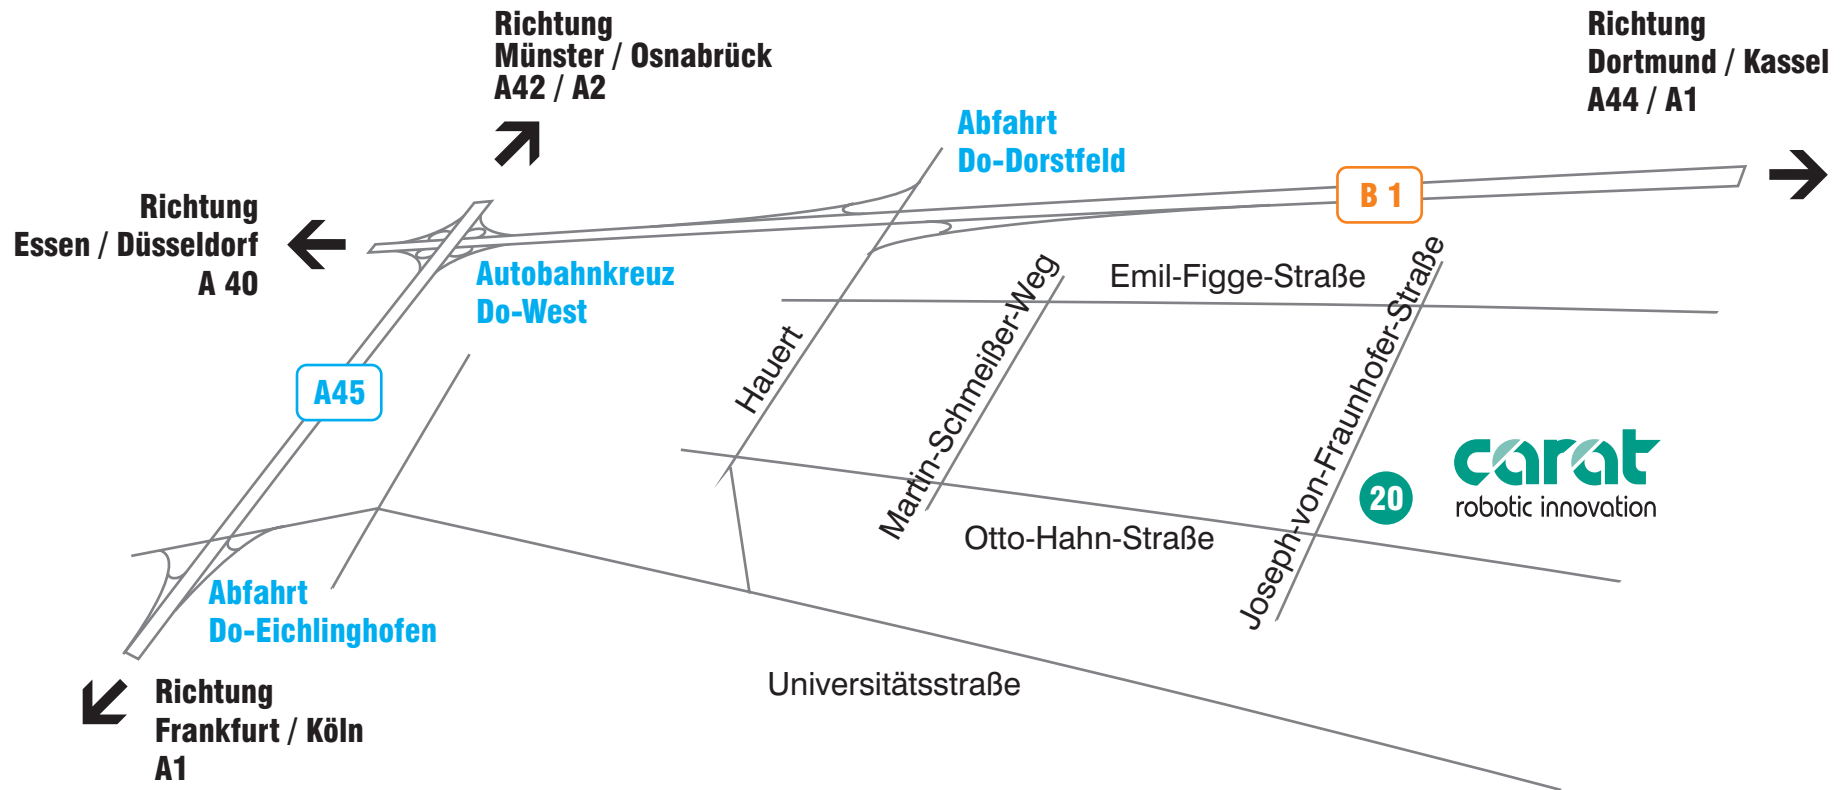 Richtung
Münster / Osnabrück
A42 / A2
Richtung
Dortmund / Kassel
A44 / A1
Abfahrt
Do-Dorstfeld
B 1
Richtung
Essen / Düsseldorf
A 40
Autobahnkreuz
Do-West
Emil-Figge-Straße
A45
Hauert
Martin-Schmeißer-Weg
Joseph-von-Fraunhofer-Straße
20
carat
robotic innovation
Otto-Hahn-Straße
Abfahrt
Do-Eichlinghofen
Universitätsstraße
Richtung
Frankfurt / Köln
A1